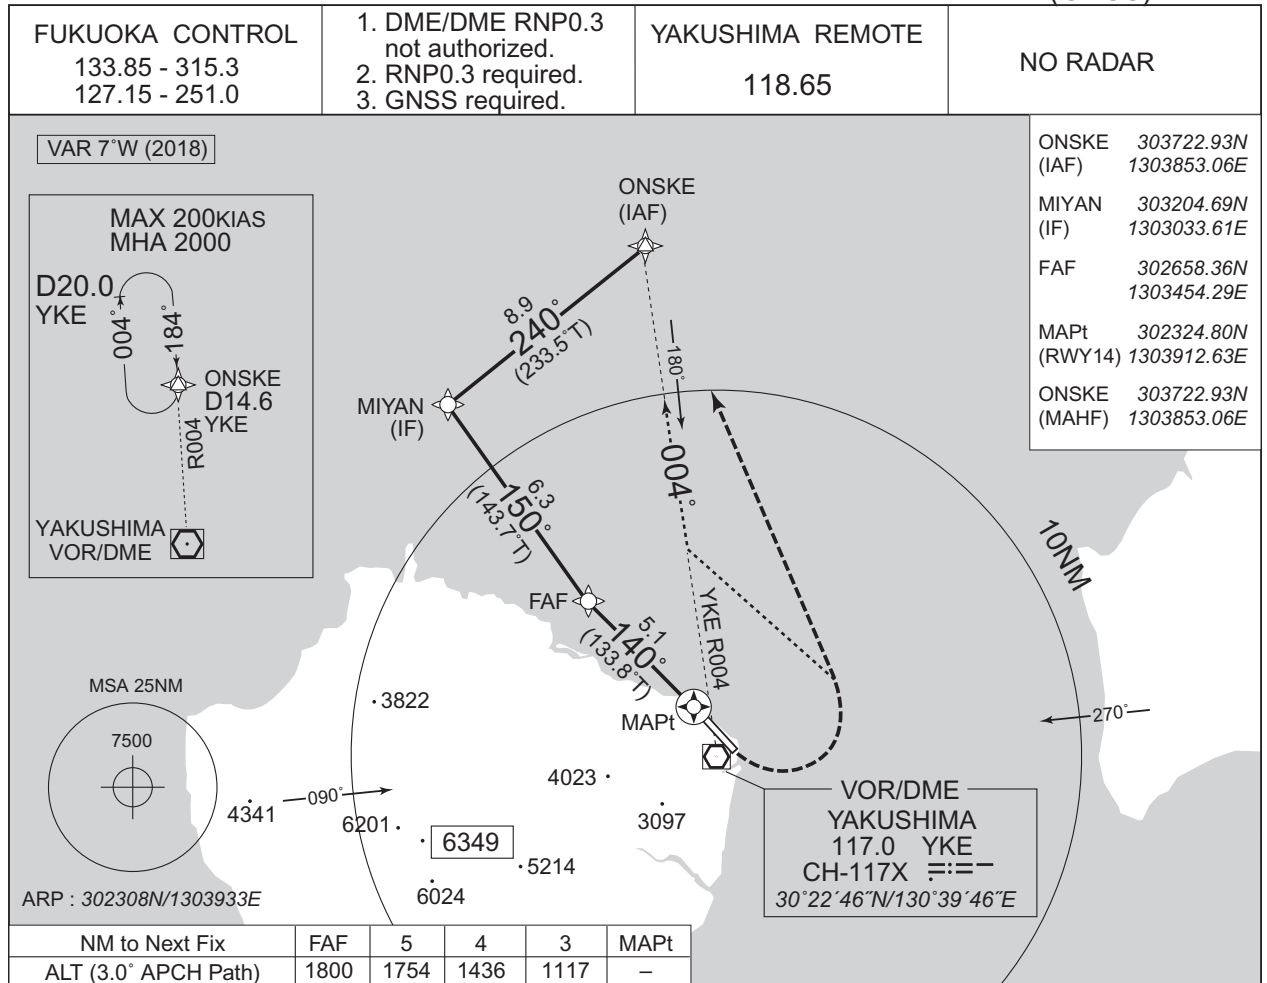 FUKUOKA CONTROL
133.85 - 315.3
127.15 - 251.0
1. DME/DME RNP0.3
not authorized.
2. RNP0.3 required.
3. GNSS required.
YAKUSHIMA REMOTE
118.65
NO RADAR
VAR 7˚W (2018)
MAX 200KIAS
MHA 2000
D20.0
YKE
004˚
184˚
ONSKE
D14.6
YKE
R004
YAKUSHIMA
VOR/DME
ONSKE
(IAF)
8.9
240˚
(233.5˚T)
MIYAN
(IF)
180˚
004˚
6.3
150˚
(143.7˚T)
FAF
5.1
140˚
(133.8˚T)
YKE R004
MAPt
10NM
270˚
ONSKE 303722.93N
(IAF) 1303853.06E
MIYAN 303204.69N
(IF) 1303033.61E
FAF 302658.36N
1303454.29E
MAPt 302324.80N
(RWY14) 1303912.63E
ONSKE 303722.93N
(MAHF) 1303853.06E
MSA 25NM
7500
3822
4023
3097
4341
090˚
6201
6349
5214
6024
VOR/DME
YAKUSHIMA
117.0 YKE
CH-117X
30˚22´46˝N/130˚39´46˝E
ARP : 302308N/1303933E
NM to Next Fix FAF 5 4 3 MAPt
ALT (3.0˚ APCH Path) 1800 1754 1436 1117 –